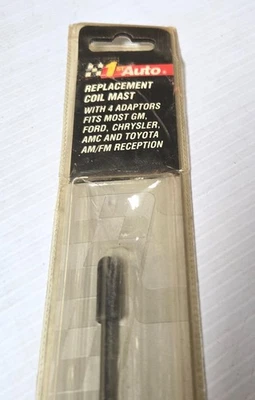 1st Auto
REPLACEMENT
COIL MAST
WITH 4 ADAPTORS
FITS MOST GM,
FORD, CHRYSLER,
AMC AND TOYOTA
AM/FM RECEPTION